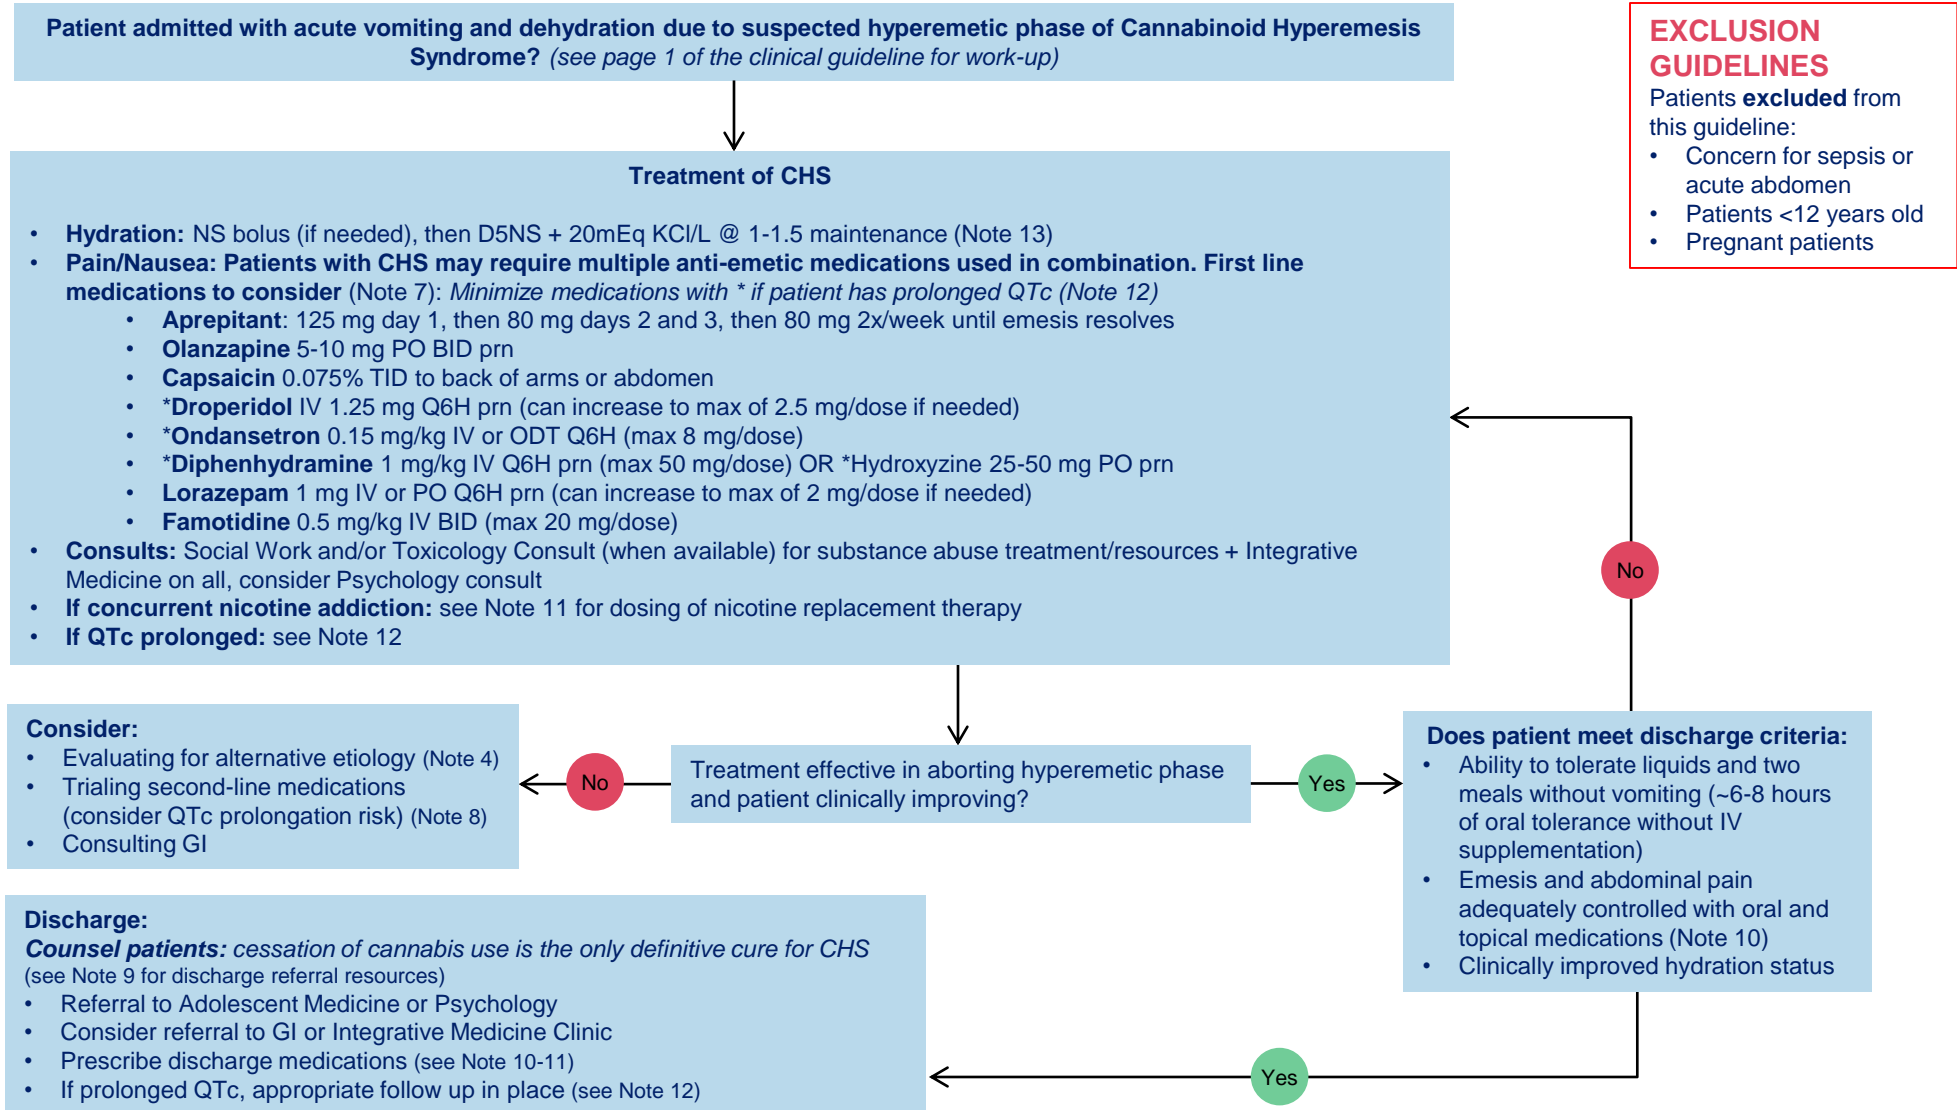 Patient admitted with acute vomiting and dehydration due to suspected hyperemetic phase of Cannabinoid Hyperemesis
Syndrome? (see page 1 of the clinical guideline for work-up)
EXCLUSION
GUIDELINES
Patients excluded from
this guideline:
• Concern for sepsis or
acute abdomen
• Patients <12 years old
• Pregnant patients
Treatment of CHS
• Hydration: NS bolus (if needed), then D5NS + 20mEq KCl/L @ 1-1.5 maintenance (Note 13)
• Pain/Nausea: Patients with CHS may require multiple anti-emetic medications used in combination. First line
medications to consider (Note 7): Minimize medications with * if patient has prolonged QTc (Note 12)
• Aprepitant: 125 mg day 1, then 80 mg days 2 and 3, then 80 mg 2x/week until emesis resolves
• Olanzapine 5-10 mg PO BID prn
• Capsaicin 0.075% TID to back of arms or abdomen
• *Droperidol IV 1.25 mg Q6H prn (can increase to max of 2.5 mg/dose if needed)
• *Ondansetron 0.15 mg/kg IV or ODT Q6H (max 8 mg/dose)
• *Diphenhydramine 1 mg/kg IV Q6H prn (max 50 mg/dose) OR *Hydroxyzine 25-50 mg PO prn
• Lorazepam 1 mg IV or PO Q6H prn (can increase to max of 2 mg/dose if needed)
• Famotidine 0.5 mg/kg IV BID (max 20 mg/dose)
• Consults: Social Work and/or Toxicology Consult (when available) for substance abuse treatment/resources + Integrative
Medicine on all, consider Psychology consult
• If concurrent nicotine addiction: see Note 11 for dosing of nicotine replacement therapy
• If QTc prolonged: see Note 12
No
Consider:
• Evaluating for alternative etiology (Note 4)
• Trialing second-line medications
(consider QTc prolongation risk) (Note 8)
• Consulting GI
No
Treatment effective in aborting hyperemetic phase
and patient clinically improving?
Yes
Does patient meet discharge criteria:
• Ability to tolerate liquids and two
meals without vomiting (~6-8 hours
of oral tolerance without IV
supplementation)
• Emesis and abdominal pain
adequately controlled with oral and
topical medications (Note 10)
• Clinically improved hydration status
Discharge:
Counsel patients: cessation of cannabis use is the only definitive cure for CHS
(see Note 9 for discharge referral resources)
• Referral to Adolescent Medicine or Psychology
• Consider referral to GI or Integrative Medicine Clinic
• Prescribe discharge medications (see Note 10-11)
• If prolonged QTc, appropriate follow up in place (see Note 12)
Yes